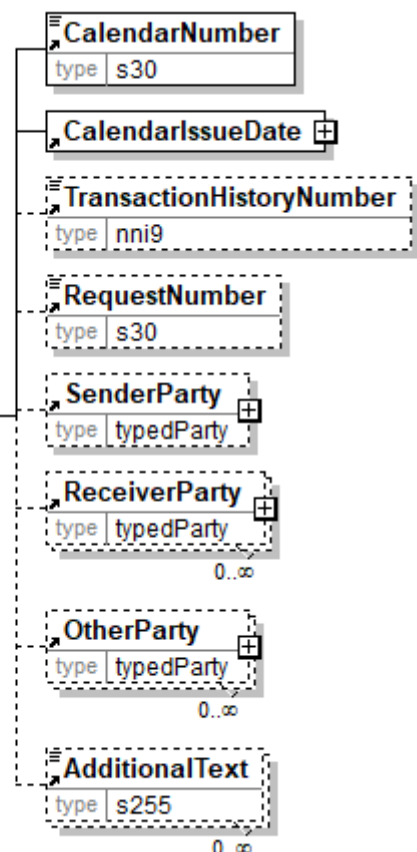 CalendarNumber
type s30
CalendarIssueDate
TransactionHistoryNumber
type nni9
RequestNumber
type s30
SenderParty
type typedParty
ReceiverParty
type typedParty
0..∞
OtherParty
type typedParty
0..∞
AdditionalText
type s255
0..∞